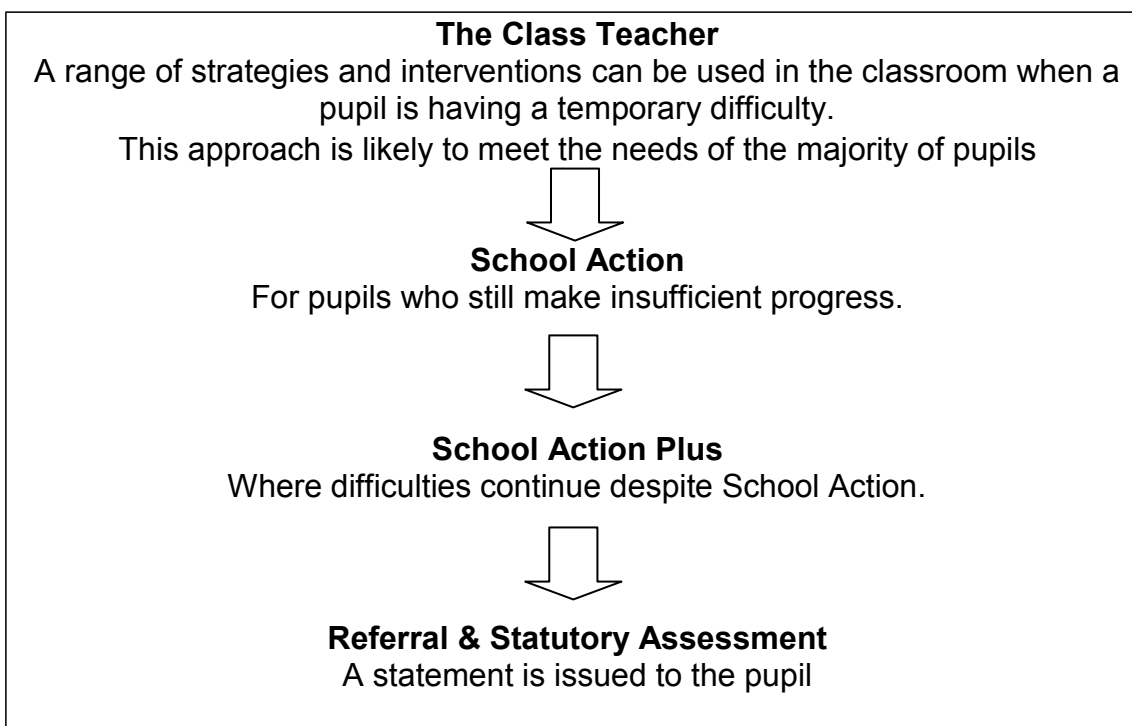 The Class Teacher
A range of strategies and interventions can be used in the classroom when a
pupil is having a temporary difficulty.
This approach is likely to meet the needs of the majority of pupils
School Action
For pupils who still make insufficient progress.
School Action Plus
Where difficulties continue despite School Action.
Referral & Statutory Assessment
A statement is issued to the pupil